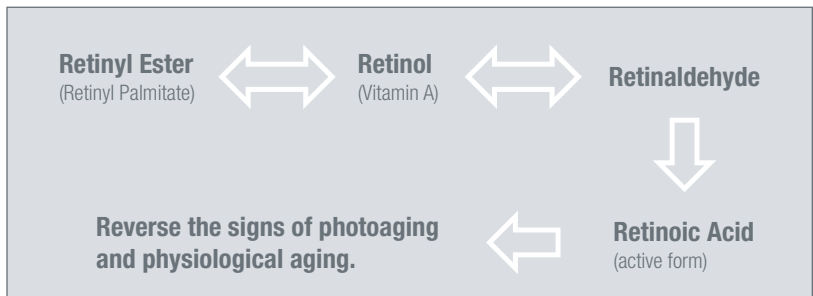 Retinyl Ester
(Retinyl Palmitate)
Retinol
(Vitamin A)
Retinaldehyde
Retinoic Acid
(active form)
Reverse the signs of photoaging
and physiological aging.